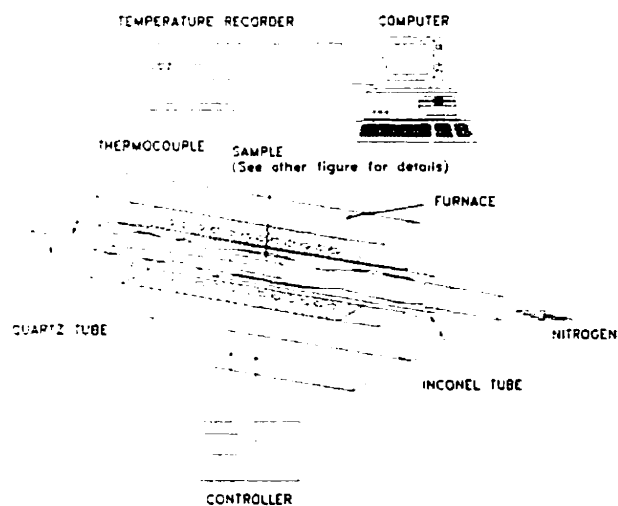 TEMPERATURE RECORDER
COMPUTER
THERMOCOUPLE
SAMPLE
(See other figure for details)
FURNACE
QUARTZ TUBE
NITROGEN
INCONEL TUBE
CONTROLLER